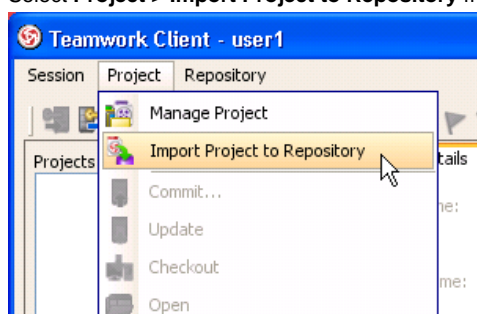 Select Project > Import Project to Repository
Teamwork Client - user1
Session Project Repository
Manage Project
Projects
Import Project to Repository
tails
Commit...
me:
Update
Checkout
me:
Open